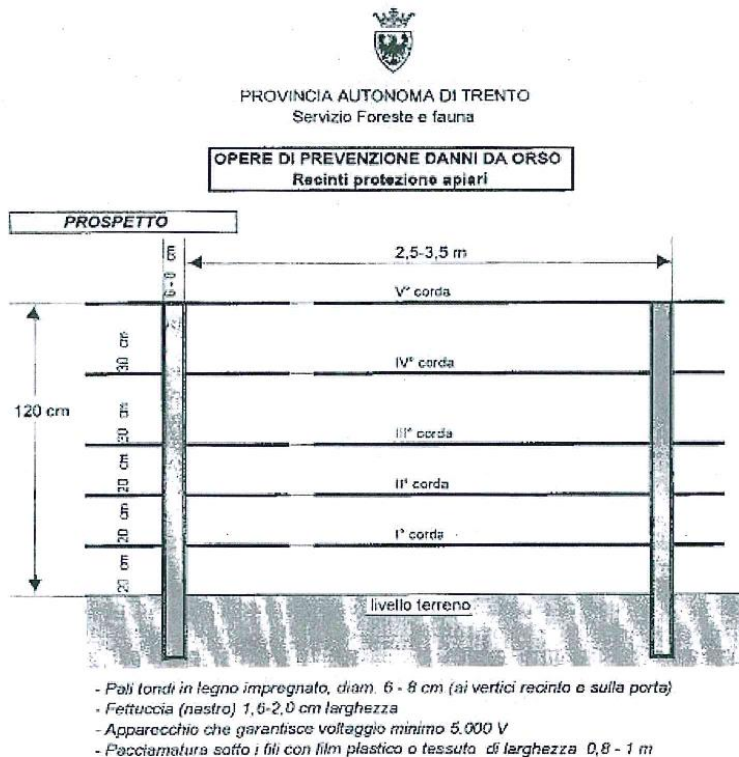 PROVINCIA AUTONOMA DI TRENTO
Servizio Foreste e fauna
OPERE DI PREVENZIONE DANNI DA ORSO
Recinti protezione apiari
PROSPETTO
cm
2,5-3,5 m
V° corda
30 cm
IV° corda
120 cm
30 cm
III° corda
20 cm
II° corda
20 cm
I° corda
20 cm
livello terreno
- Pali tondi in legno impregnato, diam. 6 - 8 cm (ai vertici recinto e sulla porta)
- Fettuccia (nastro) 1,5-2,0 cm larghezza
- Apparecchio che garantisce voltaggio minimo 5.000 V
- Pacciamatura sotto i fili con film plastico o tessuto di larghezza 0,8 - 1 m